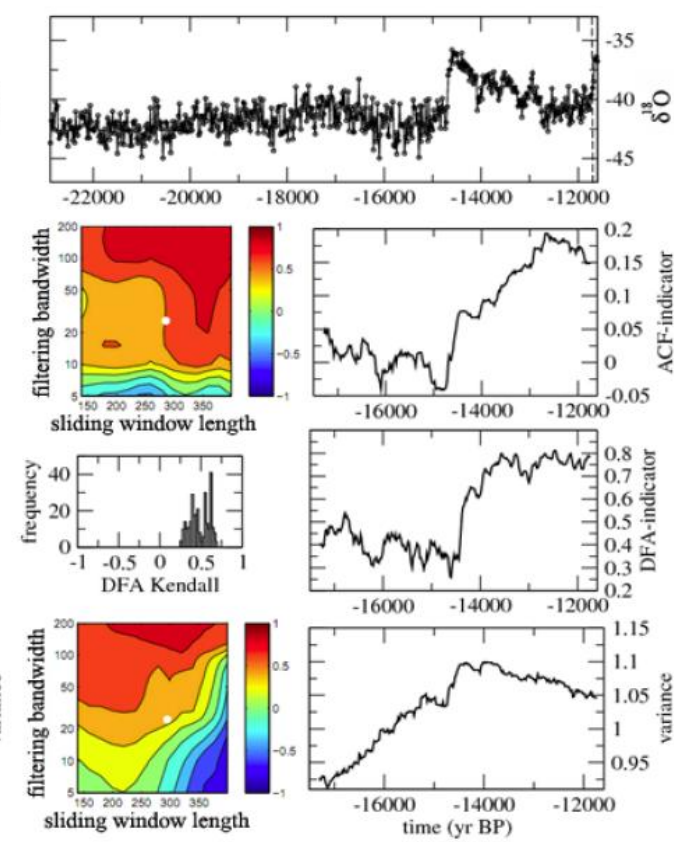 -35
-40
-45
δ¹⁸O
-22000 -20000 -18000 -16000 -14000 -12000
200
100
50
20
10
5
filtering bandwidth
150 200 250 300 350
sliding window length
1
0.5
0
−0.5
−1
0.2
0.15
0.1
0.05
0
-0.05
ACF-indicator
-16000 -14000 -12000
frequency
40
20
0
-1 -0.5 0 0.5 1
DFA Kendall
0.8
0.7
0.6
0.5
0.4
0.3
0.2
DFA-indicator
-16000 -14000 -12000
200
100
50
20
10
5
filtering bandwidth
150 200 250 300 350
sliding window length
1
0.5
0
−0.5
−1
1.15
1.1
1.05
1
0.95
variance
-16000 -14000 -12000
time (yr BP)